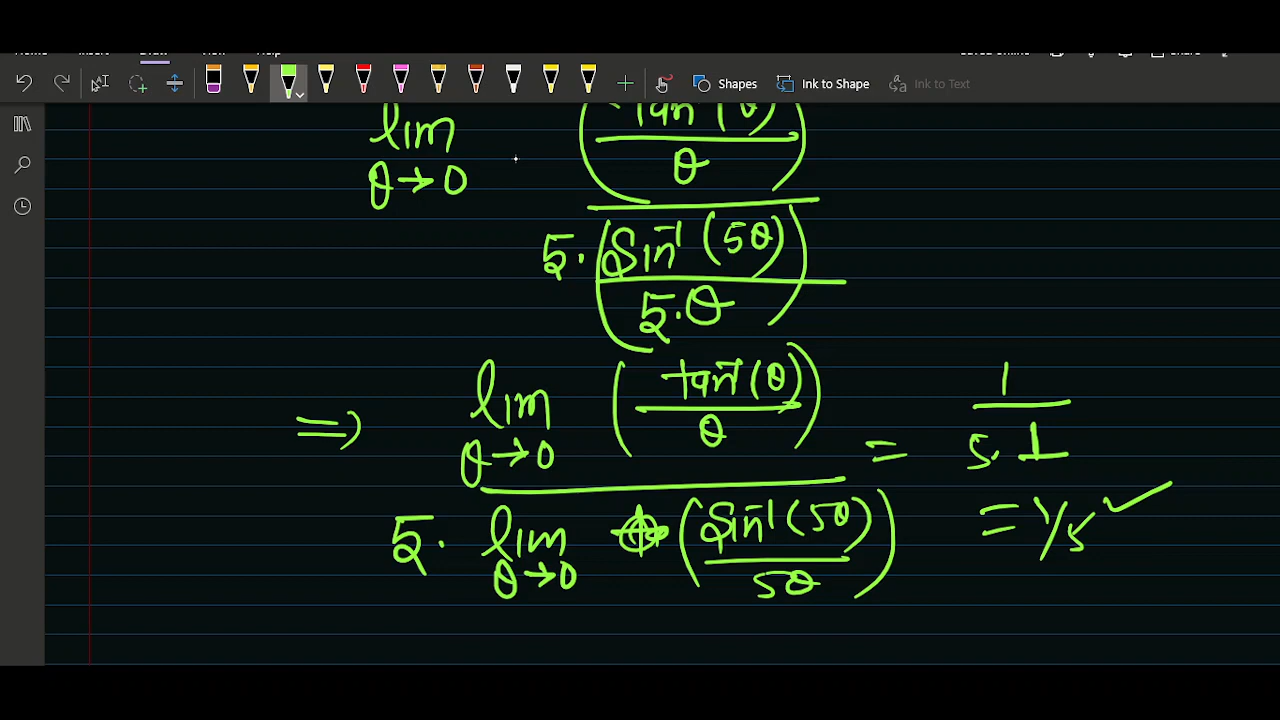 Shapes Ink to Shape Ink to Text
lim
θ→0
tan⁻¹(θ)
θ
5. (Sin⁻¹(5θ)
5.θ)
⇒ lim θ→0 (tan⁻¹(θ)
θ)
= 1
5. 1
5. lim θ→0 (Sin⁻¹(5θ)
5θ)
= 1/5 ✓